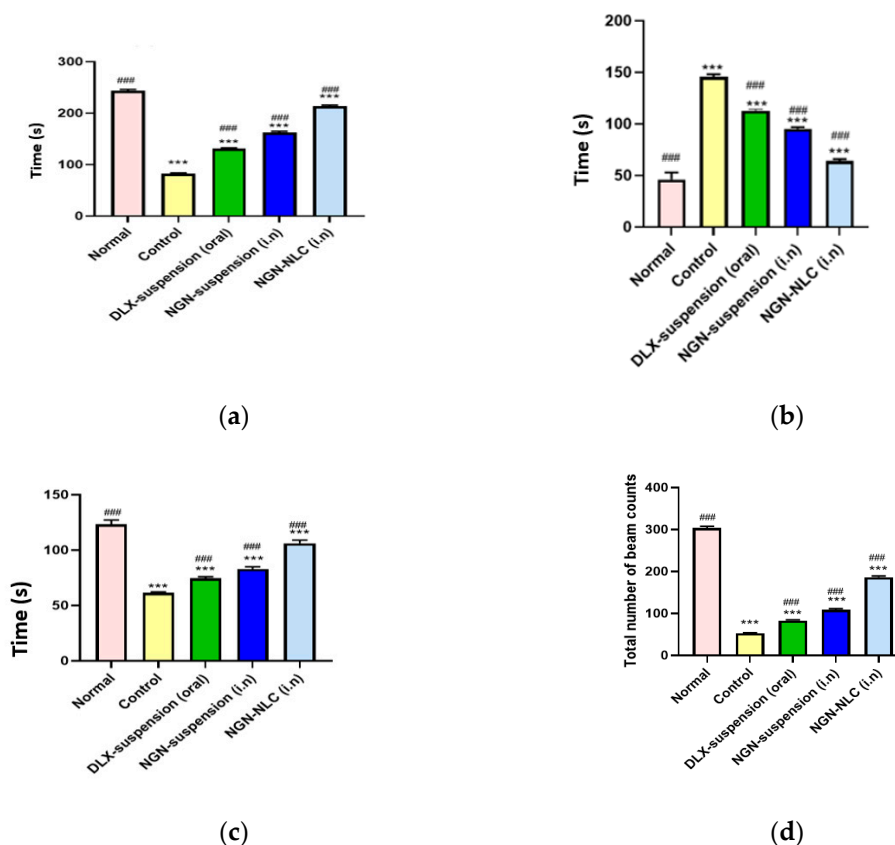 300
200
100
0
Time (s)
###
***
###
***
###
***
###
***
Normal
Control
DLX-suspension (oral)
NGN-suspension (i.n)
NGN-NLC (i.n)
(a)
200
150
100
50
0
Time (s)
###
***
###
***
###
***
###
***
Normal
Control
DLX-suspension (oral)
NGN-suspension (i.n)
NGN-NLC (i.n)
(b)
150
100
50
0
Time (s)
###
***
###
***
###
***
###
***
Normal
Control
DLX-suspension (oral)
NGN-suspension (i.n)
NGN-NLC (i.n)
(c)
400
300
200
100
0
Total number of beam counts
###
***
###
***
###
***
###
***
Normal
Control
DLX-suspension (oral)
NGN-suspension (i.n)
NGN-NLC (i.n)
(d)